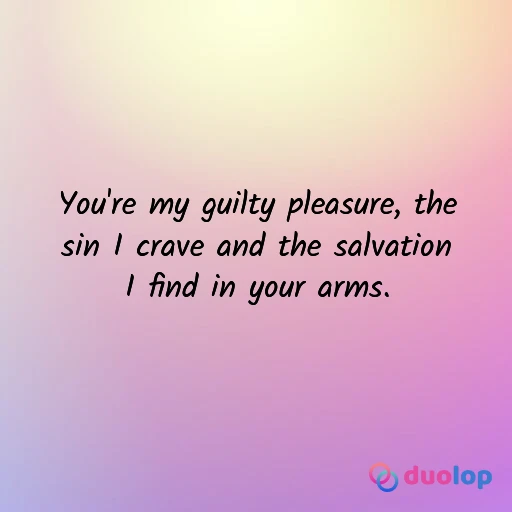 You're my guilty pleasure, the
sin I crave and the salvation
I find in your arms.
duolop